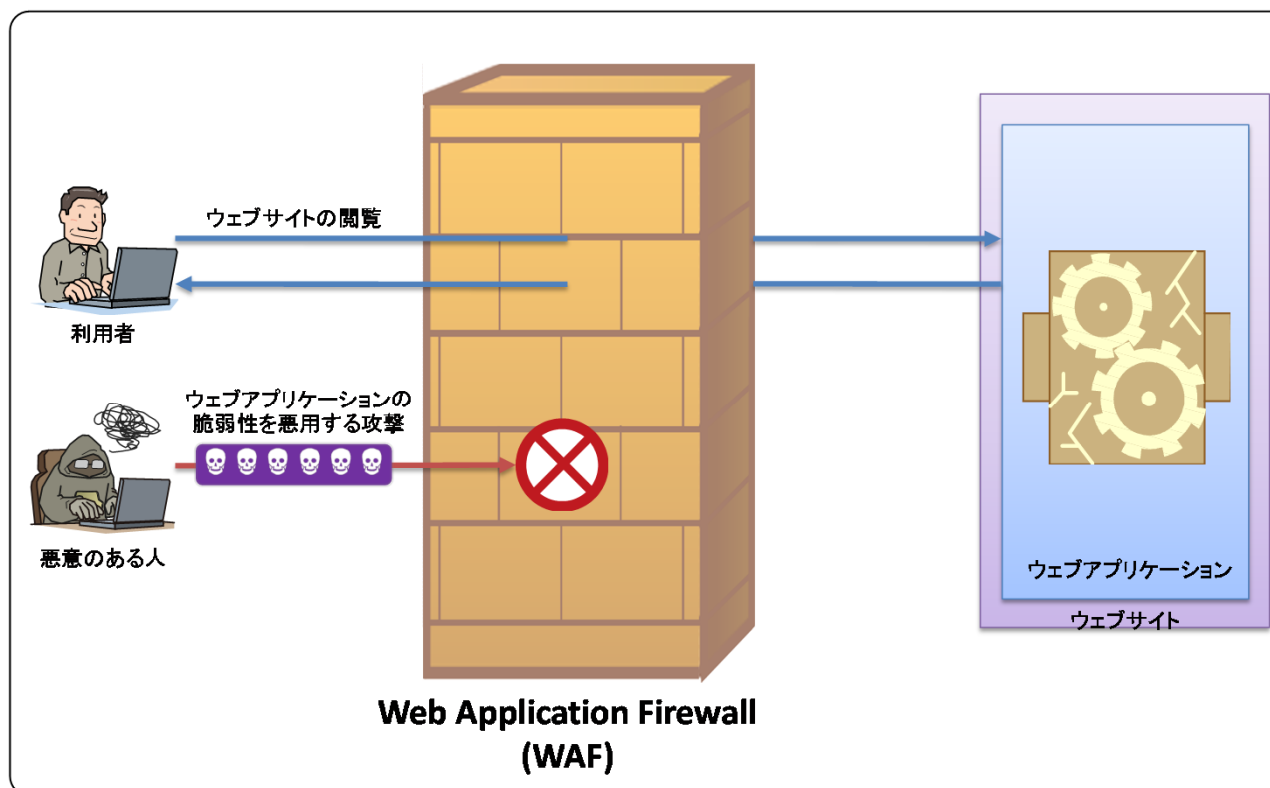 ウェブサイトの閲覧
利用者
ウェブアプリケーションの
脆弱性を悪用する攻撃
悪意のある人
ウェブアプリケーション
ウェブサイト
Web Application Firewall
(WAF)